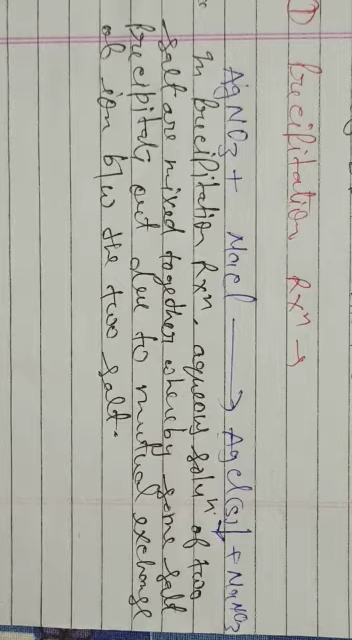 ① Precipitation Rxⁿ →
AgNO3 + Nacl ⟶ Agcl(s)↓ + NaNO3
In Precipitation Rxⁿ, aqueous soluⁿ of two
salt are mixed together whereby some salt
precipitate out due to mutual exchange
of ion b/w the two salt.